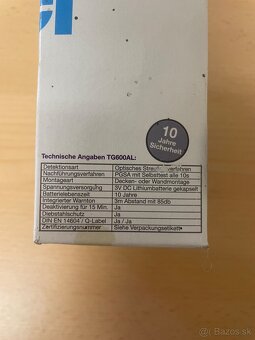 10
Jahre
Sicherheit
Technische Angaben TG600AL:
Detektionsart Optisches Streulichtverfahren
Nachführungsverfahren PGSA mit Selbsttest alle 10s
Montageart Decken- oder Wandmontage
Spannungsversorgung 3V DC Lithiumbatterie gekapselt
Batterielebenszeit 10 Jahre
Integrierter Warnton 3m Abstand mit 85db
Deaktivierung für 15 Min. Ja
Diebstahlschutz Ja
DIN EN 14604 / Q-Label Ja
Zertifizierungsnummer Siehe Verpackungsetikett
bazos.sk